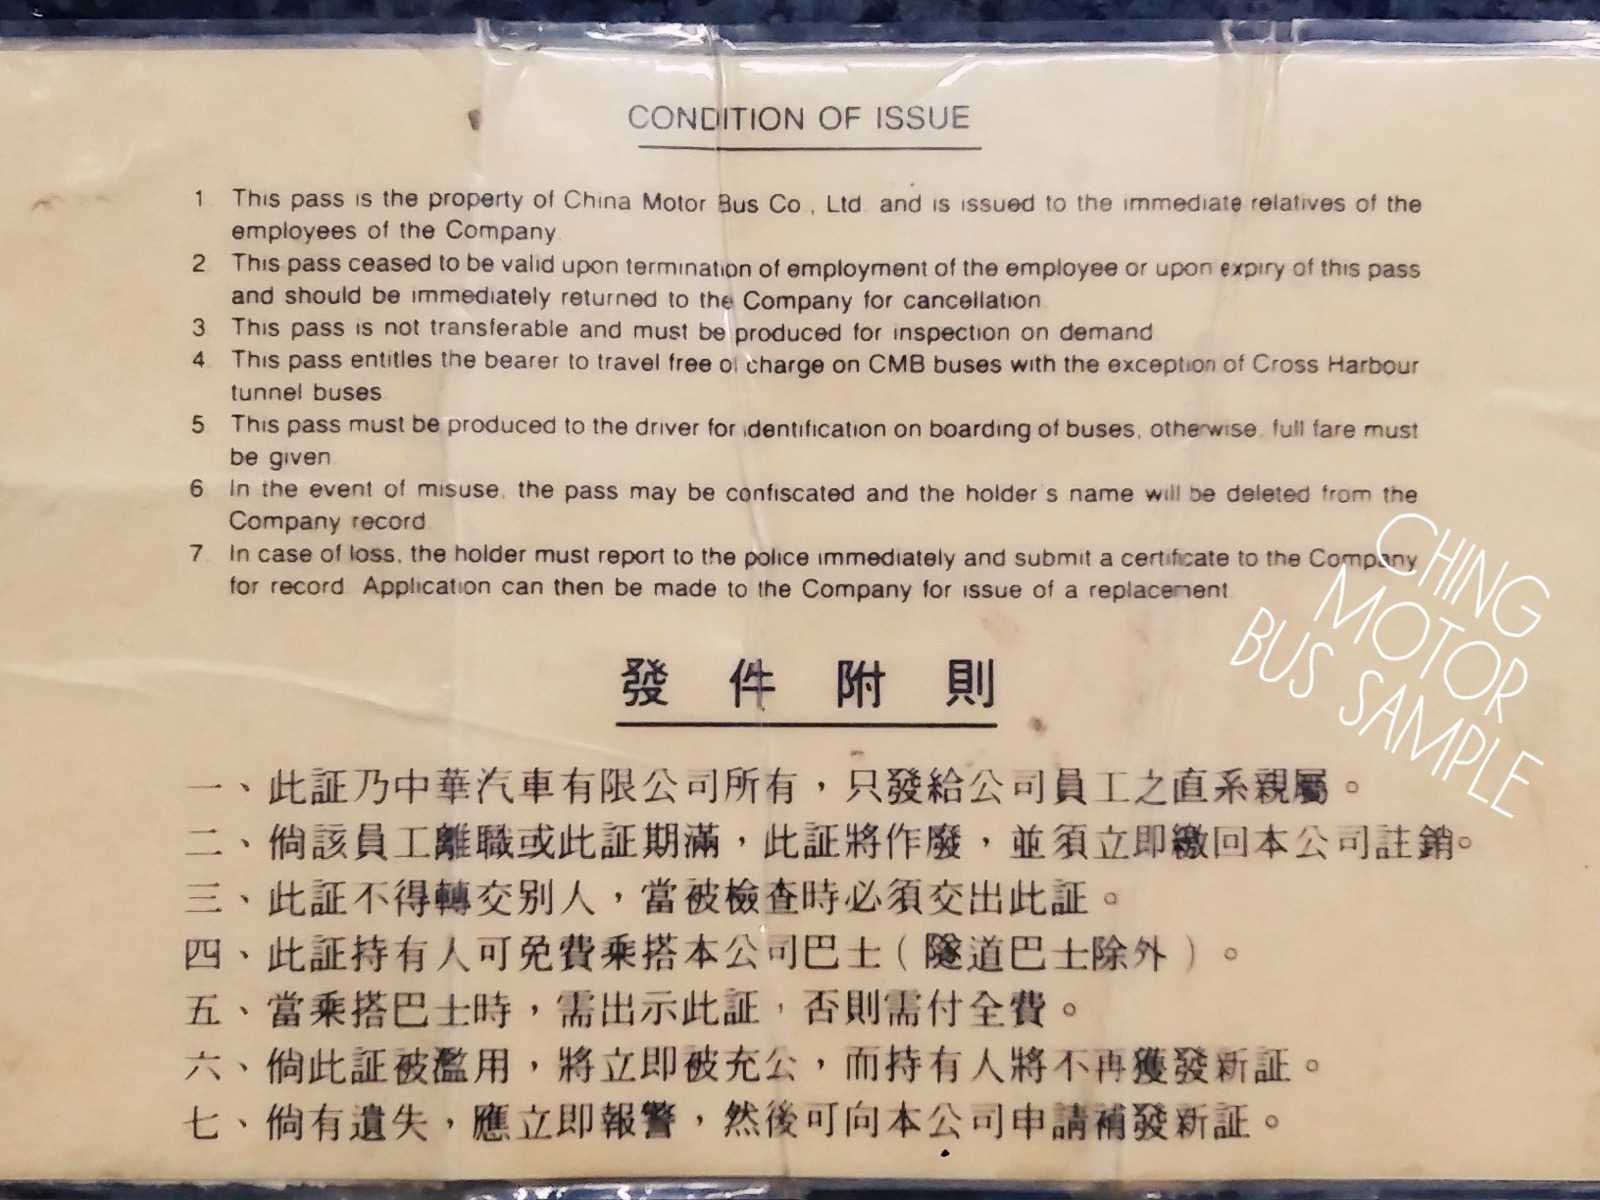 CONDITION OF ISSUE
1 This pass is the property of China Motor Bus Co., Ltd. and is issued to the immediate relatives of the
employees of the Company.
2 This pass ceased to be valid upon termination of employment of the employee or upon expiry of this pass
and should be immediately returned to the Company for cancellation.
3 This pass is not transferable and must be produced for inspection on demand.
4 This pass entitles the bearer to travel free of charge on CMB buses with the exception of Cross Harbour
tunnel buses.
5 This pass must be produced to the driver for identification on boarding of buses, otherwise, full fare must
be given.
6 In the event of misuse, the pass may be confiscated and the holder's name will be deleted from the
Company record.
7. In case of loss, the holder must report to the police immediately and submit a certificate to the Company
for record. Application can then be made to the Company for issue of a replacement.
CHING
MOTOR
BUS SAMPLE
發件附則
一、此証乃中華汽車有限公司所有，只發給公司員工之直系親屬。
二、倘該員工離職或此証期滿，此証將作廢，並須立即繳回本公司註銷。
三、此証不得轉交別人，當被檢查時必須交出此証。
四、此証持有人可免費乘搭本公司巴士（隧道巴士除外）。
五、當乘搭巴士時，需出示此証，否則需付全費。
六、倘此証被濫用，將立即被充公，而持有人將不再獲發新証。
七、倘有遺失，應立即報警，然後可向本公司申請補發新証。